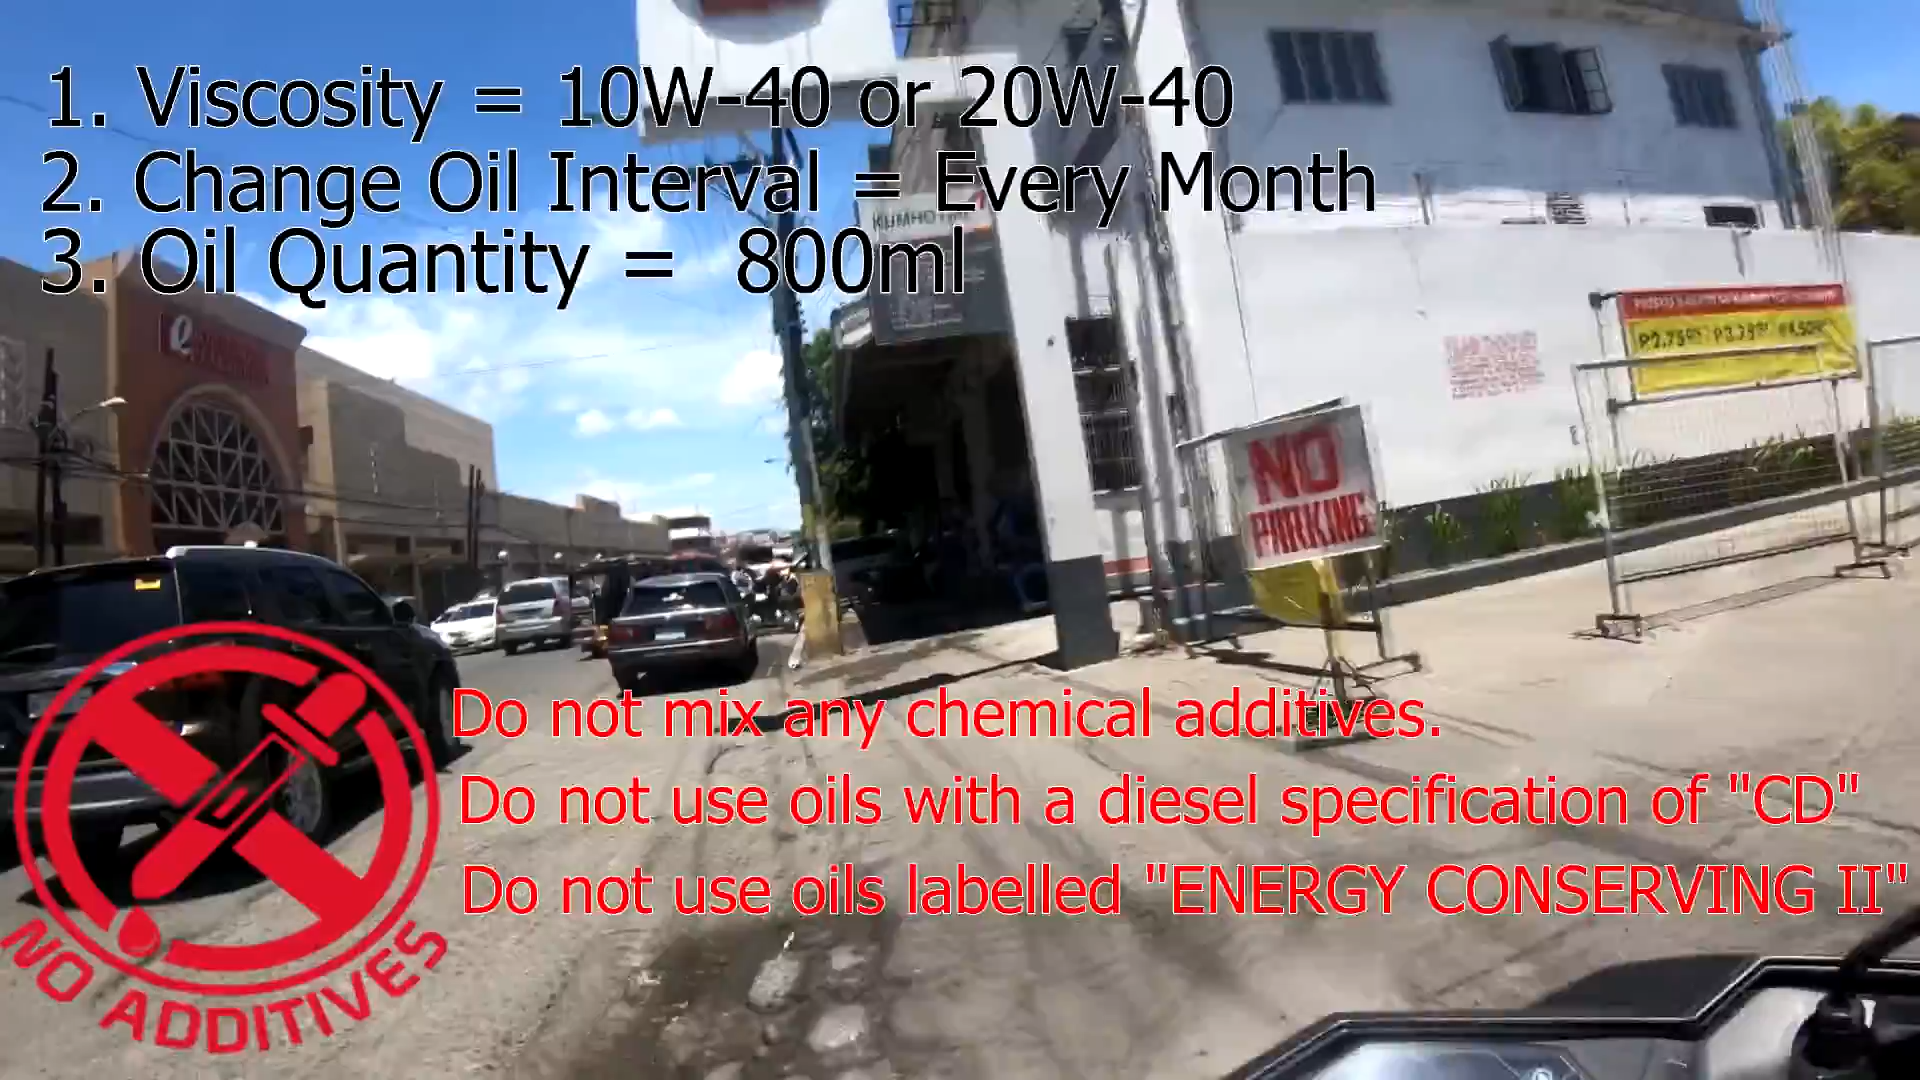 1. Viscosity = 10W-40 or 20W-40
2. Change Oil Interval = Every Month
3. Oil Quantity = 800ml
KUMHO
NO
PARKING
Do not mix any chemical additives.
Do not use oils with a diesel specification of "CD"
Do not use oils labelled "ENERGY CONSERVING II"
NO ADDITIVES